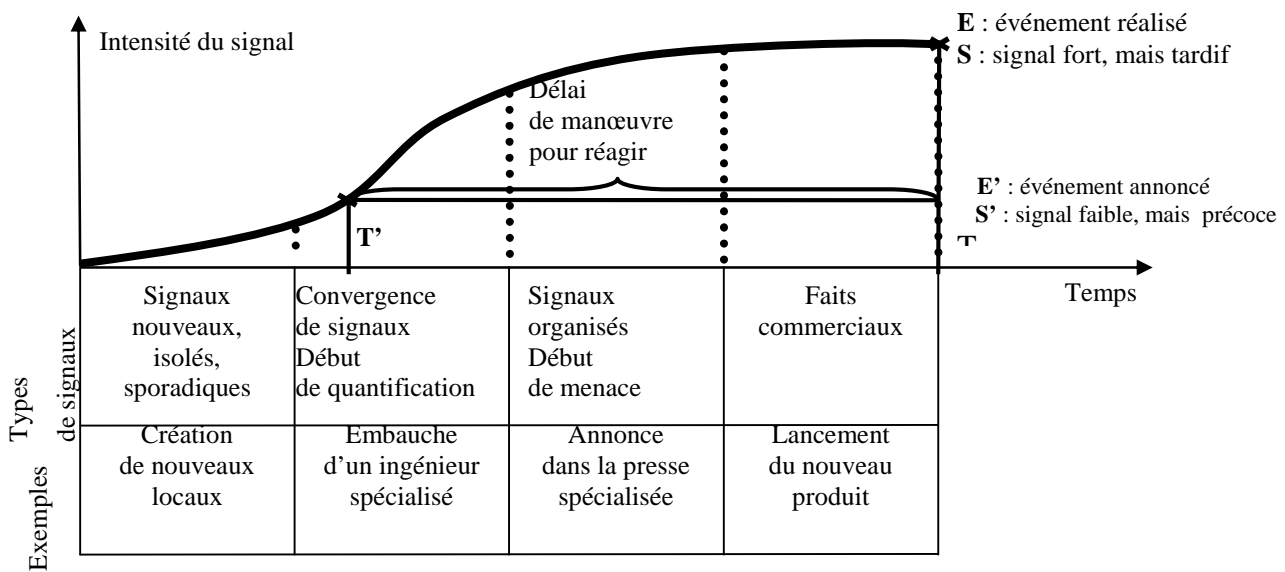 Intensité du signal
E : événement réalisé
S : signal fort, mais tardif
Délai
de manœuvre
pour réagir
E’ : événement annoncé
S’ : signal faible, mais précoce
T’
T
Temps
Types
de signaux
Signaux
nouveaux,
isolés,
sporadiques
Convergence
de signaux
Début
de quantification
Signaux
organisés
Début
de menace
Faits
commerciaux
Exemples
Création
de nouveaux
locaux
Embauche
d’un ingénieur
spécialisé
Annonce
dans la presse
spécialisée
Lancement
du nouveau
produit